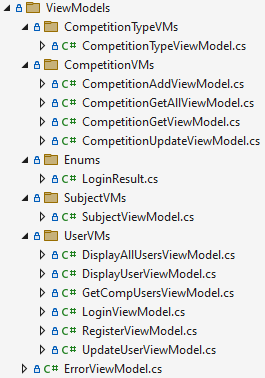 ViewModels
CompetitionTypeVMs
C# CompetitionTypeViewModel.cs
CompetitionVMs
C# CompetitionAddViewModel.cs
C# CompetitionGetAllViewModel.cs
C# CompetitionGetViewModel.cs
C# CompetitionUpdateViewModel.cs
Enums
C# LoginResult.cs
SubjectVMs
C# SubjectViewModel.cs
UserVMs
C# DisplayAllUsersViewModel.cs
C# DisplayUserViewModel.cs
C# GetCompUsersViewModel.cs
C# LoginViewModel.cs
C# RegisterViewModel.cs
C# UpdateUserViewModel.cs
C# ErrorViewModel.cs